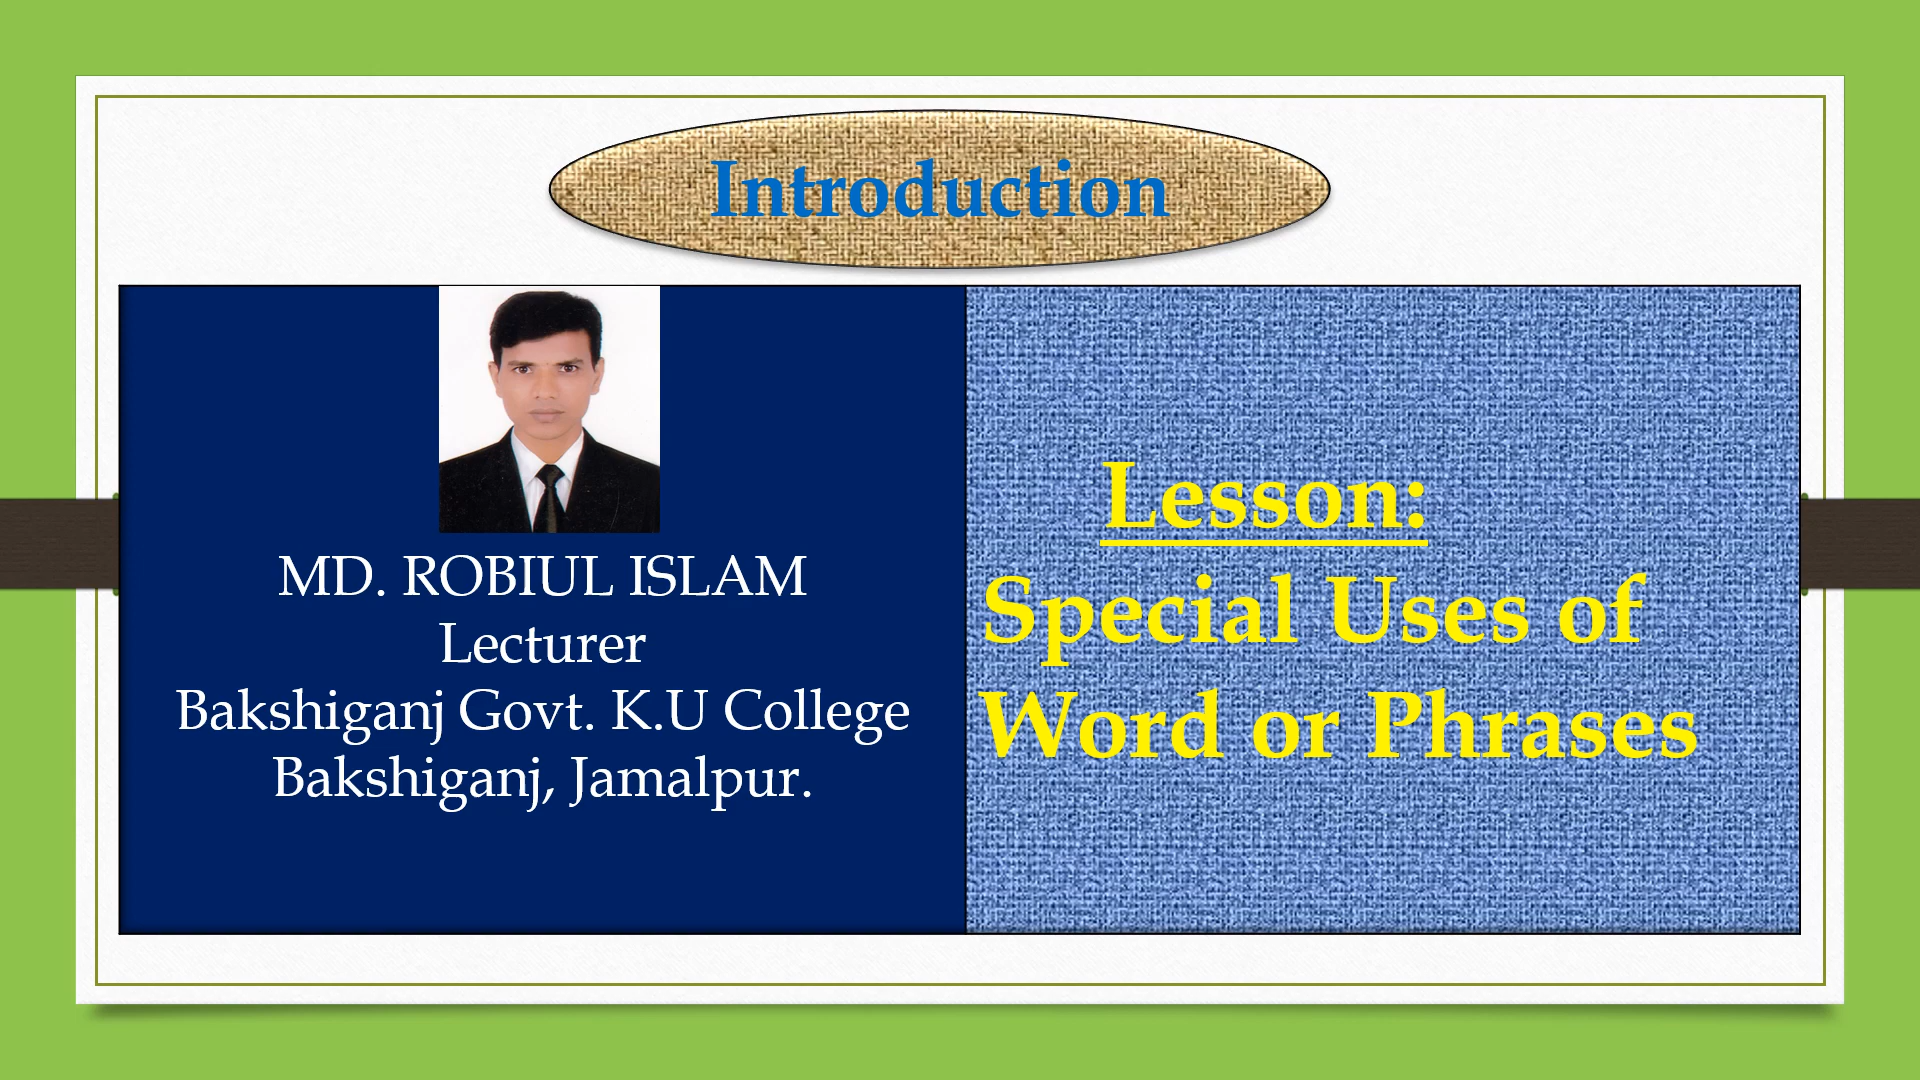 Introduction
MD. ROBIUL ISLAM
Lecturer
Bakshiganj Govt. K.U College
Bakshiganj, Jamalpur.
Lesson:
Special Uses of
Word or Phrases